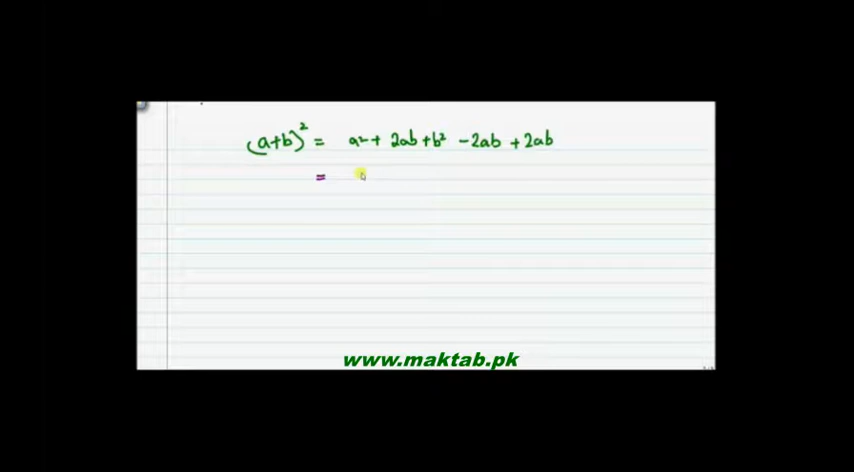 (a+b)² = a² + 2ab + b² - 2ab + 2ab
=
www.maktab.pk